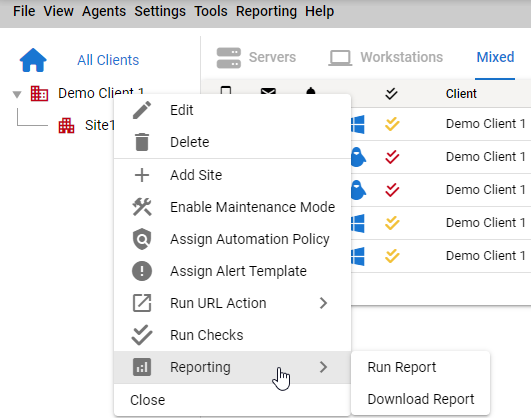 File View Agents Settings Tools Reporting Help
All Clients
Servers Workstations Mixed
Client
Demo Client 1
Site1
Demo Client 1
Demo Client 1
Demo Client 1
Demo Client 1
Demo Client 1
Edit
Delete
Add Site
Enable Maintenance Mode
Assign Automation Policy
Assign Alert Template
Run URL Action
Run Checks
Reporting
Close
Run Report
Download Report